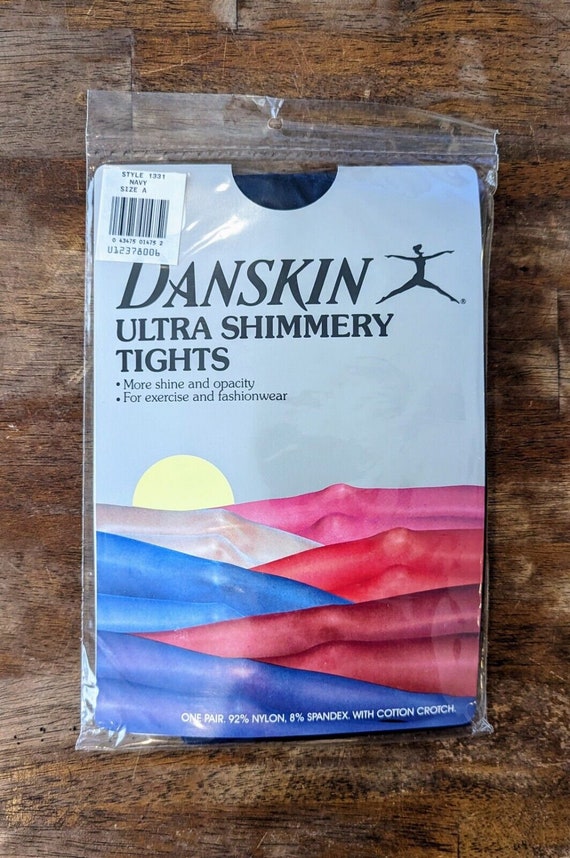 STYLE 1331
NAVY
SIZE A
0 43475 01475 2
U12378006
DANSKIN ®
ULTRA SHIMMERY
TIGHTS
• More shine and opacity
• For exercise and fashionwear
ONE PAIR. 92% NYLON, 8% SPANDEX. WITH COTTON CROTCH.